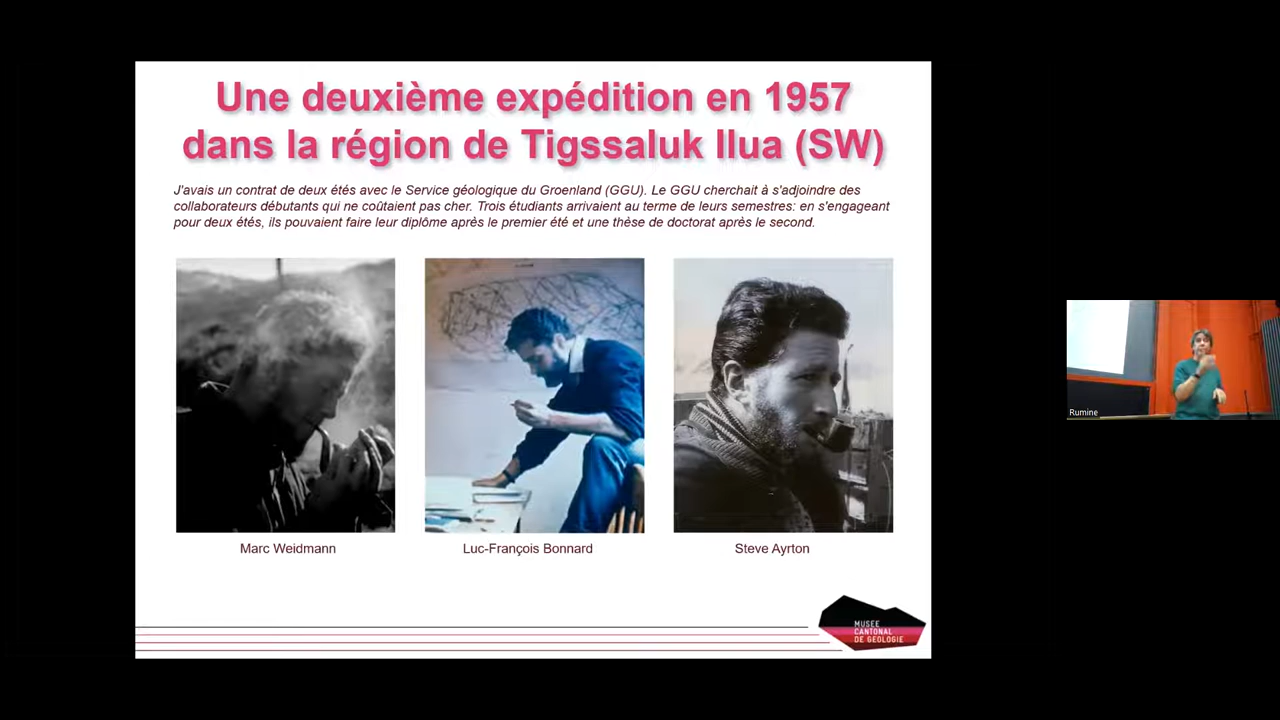 Une deuxième expédition en 1957
dans la région de Tigssaluk Ilua (SW)
J'avais un contrat de deux étés avec le Service géologique du Groenland (GGU). Le GGU cherchait à s'adjoindre des
collaborateurs débutants qui ne coûtaient pas cher. Trois étudiants arrivaient au terme de leurs semestres: en s'engageant
pour deux étés, ils pouvaient faire leur diplôme après le premier été et une thèse de doctorat après le second.
Marc Weidmann
Luc-François Bonnard
Steve Ayrton
MUSEE
CANTONAL
DE GEOLOGIE
Rumine